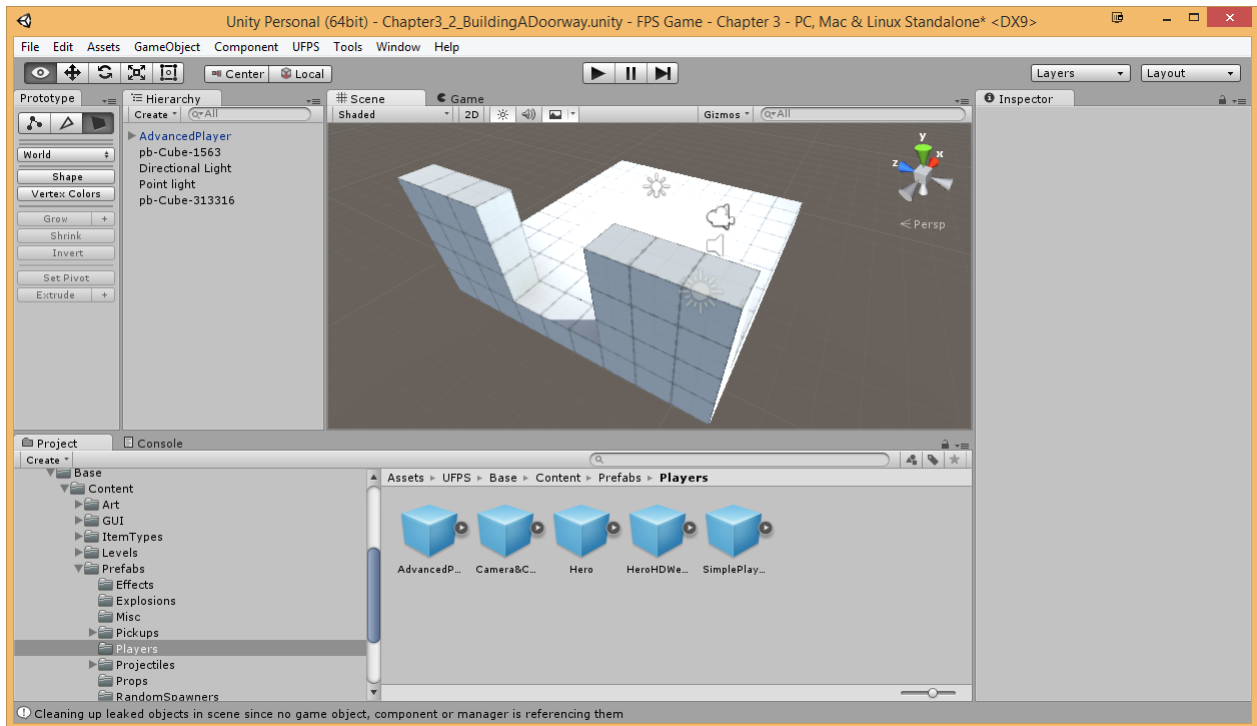 Unity Personal (64bit) - Chapter3_2_BuildingADoorway.unity - FPS Game - Chapter 3 - PC, Mac & Linux Standalone* <DX9>
File Edit Assets GameObject Component UFPS Tools Window Help
Center Local
Layers
Layout
Prototype
World
Shape
Vertex Colors
Grow +
Shrink
Invert
Set Pivot
Extrude +
Hierarchy
Create All
AdvancedPlayer
pb-Cube-1563
Directional Light
Point light
pb-Cube-313316
Scene Game
Shaded 2D Gizmos All
y
x
z
Persp
Inspector
Project Console
Create
Base
Content
Art
GUI
ItemTypes
Levels
Prefabs
Effects
Explosions
Misc
Pickups
Players
Projectiles
Props
RandomSpawners
Assets UFPS Base Content Prefabs Players
AdvancedP... Camera&C... Hero HeroHDWe... SimplePlay...
Cleaning up leaked objects in scene since no game object, component or manager is referencing them